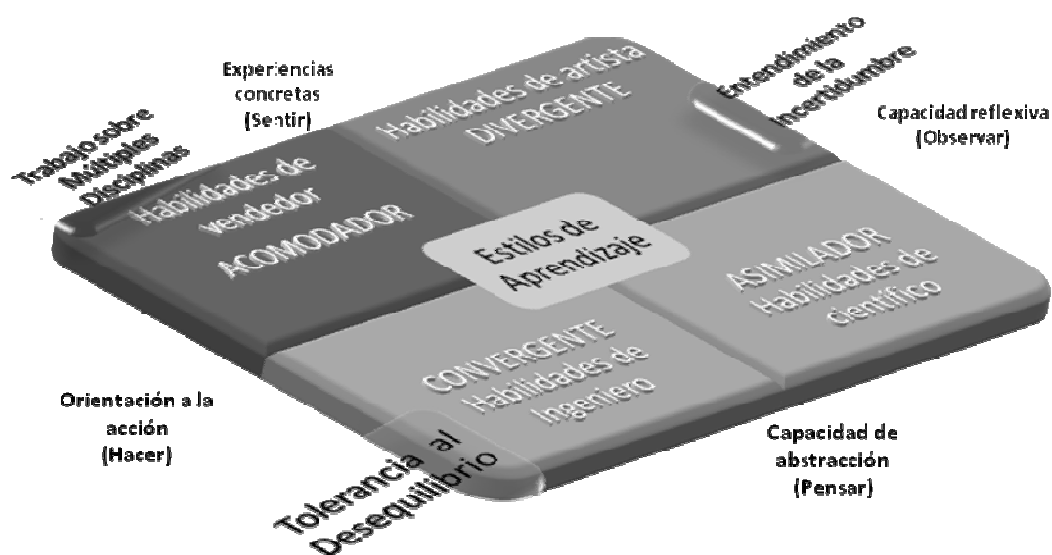 Experiencias
concretas
(Sentir)
Trabajo sobre
Múltiples
Disciplinas
Habilidades de
vendedor
ACOMODADOR
Habilidades de artista
DIVERGENTE
Entendimiento
de la
Incertidumbre
Capacidad reflexiva
(Observar)
Estilos de
Aprendizaje
ASIMILADOR
Habilidades de
científico
CONVERGENTE
Habilidades de
Ingeniero
Orientación a la
acción
(Hacer)
Tolerancia al
Desequilibrio
Capacidad de
abstracción
(Pensar)